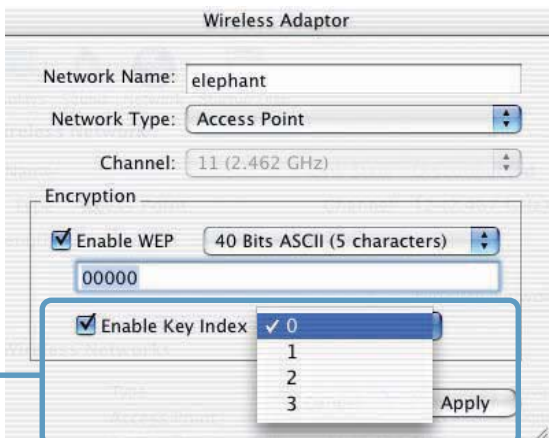 Wireless Adaptor
Network Name: elephant
Network Type: Access Point
Channel: 11 (2.462 GHz)
Encryption
Enable WEP 40 Bits ASCII (5 characters)
00000
Enable Key Index ✓ 0
1
2
3
Apply